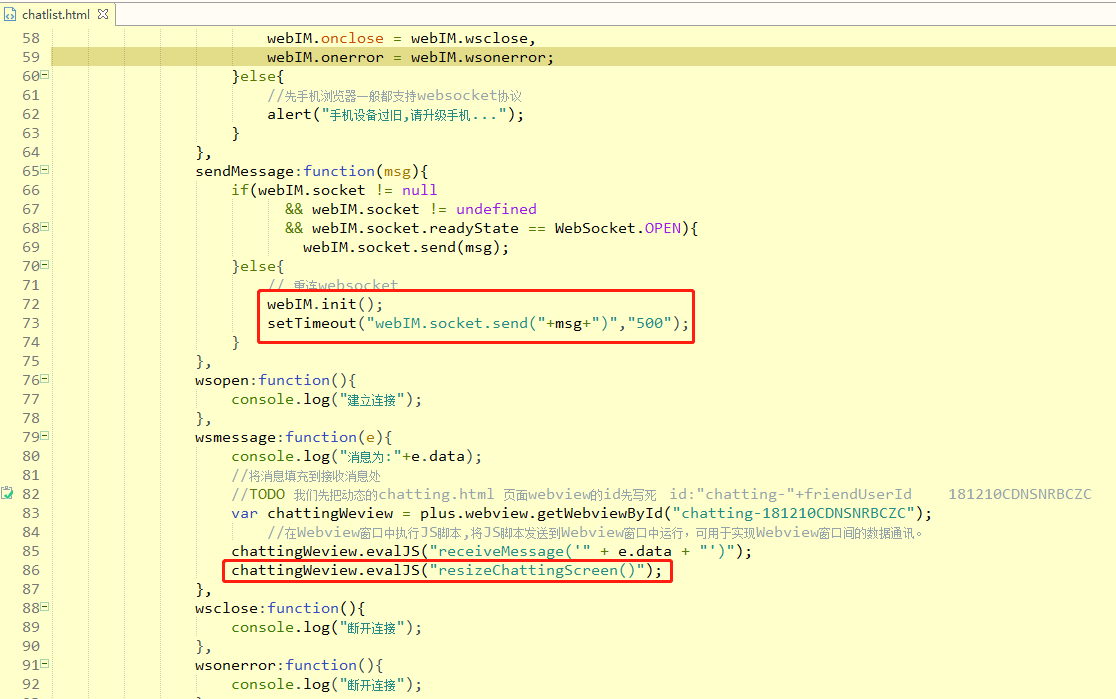 chatlist.html
58 webIM.onclose = webIM.wsclose,
59 webIM.onerror = webIM.wsonerror;
60 }else{
61 //先手机浏览器一般都支持websocket协议
62 alert("手机设备过旧,请升级手机...");
63 }
64 },
65 sendMessage:function(msg){
66 if(webIM.socket != null
67 && webIM.socket != undefined
68 && webIM.socket.readyState == WebSocket.OPEN){
69 webIM.socket.send(msg);
70 }else{
71 // 重连websocket
72 webIM.init();
73 setTimeout("webIM.socket.send("+msg+")","500");
74 }
75 },
76 wsopen:function(){
77 console.log("建立连接");
78 },
79 wsmessage:function(e){
80 console.log("消息为:"+e.data);
81 //将消息填充到接收消息处
82 //TODO 我们先把动态的chatting.html 页面webview的id先写死 id:"chatting-"+friendUserId 181210CDNSNRBCZC
83 var chattingWeview = plus.webview.getWebviewById("chatting-181210CDNSNRBCZC");
84 //在Webview窗口中执行JS脚本,将JS脚本发送到Webview窗口中运行，可用于实现Webview窗口间的数据通讯。
85 chattingWeview.evalJS("receiveMessage('" + e.data + "')");
86 chattingWeview.evalJS("resizeChattingScreen()");
87 },
88 wsclose:function(){
89 console.log("断开连接");
90 },
91 wsonerror:function(){
92 console.log("断开连接");